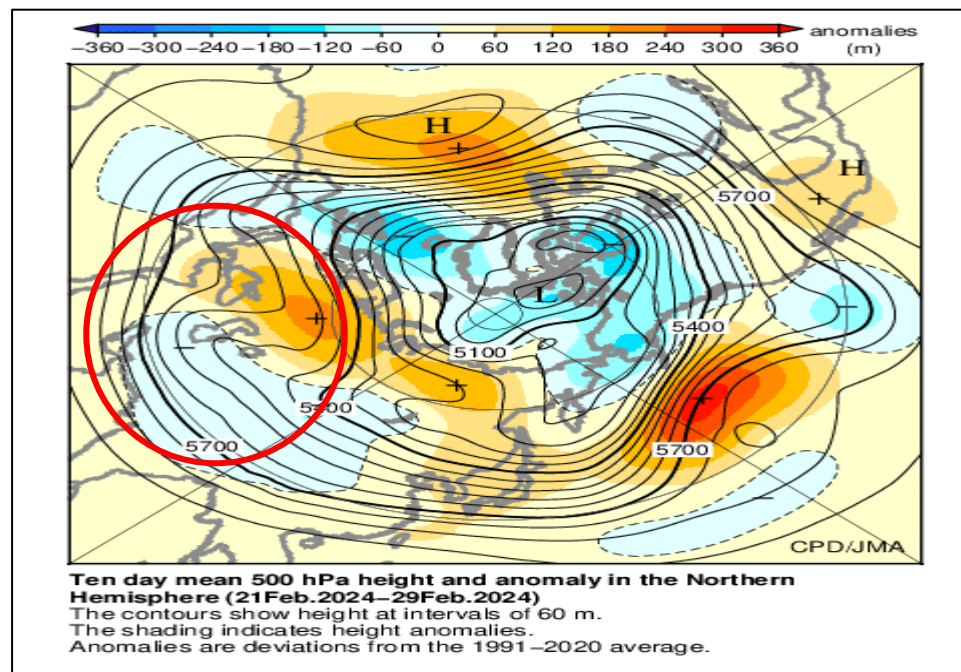 anomalies
−360 −300 −240 −180 −120 −60 0 60 120 180 240 300 360 (m)
H
H
5700
L
5400
5100
5400
5700
5700
CPD/JMA
Ten day mean 500 hPa height and anomaly in the Northern
Hemisphere (21Feb.2024−29Feb.2024)
The contours show height at intervals of 60 m.
The shading indicates height anomalies.
Anomalies are deviations from the 1991−2020 average.